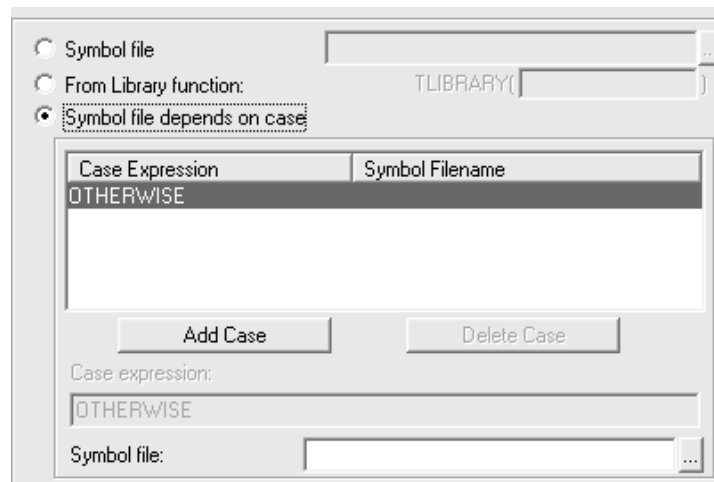 Symbol file ...
From Library function: TLIBRARY( )
Symbol file depends on case
Case Expression Symbol Filename
OTHERWISE
Add Case Delete Case
Case expression:
OTHERWISE
Symbol file: ...